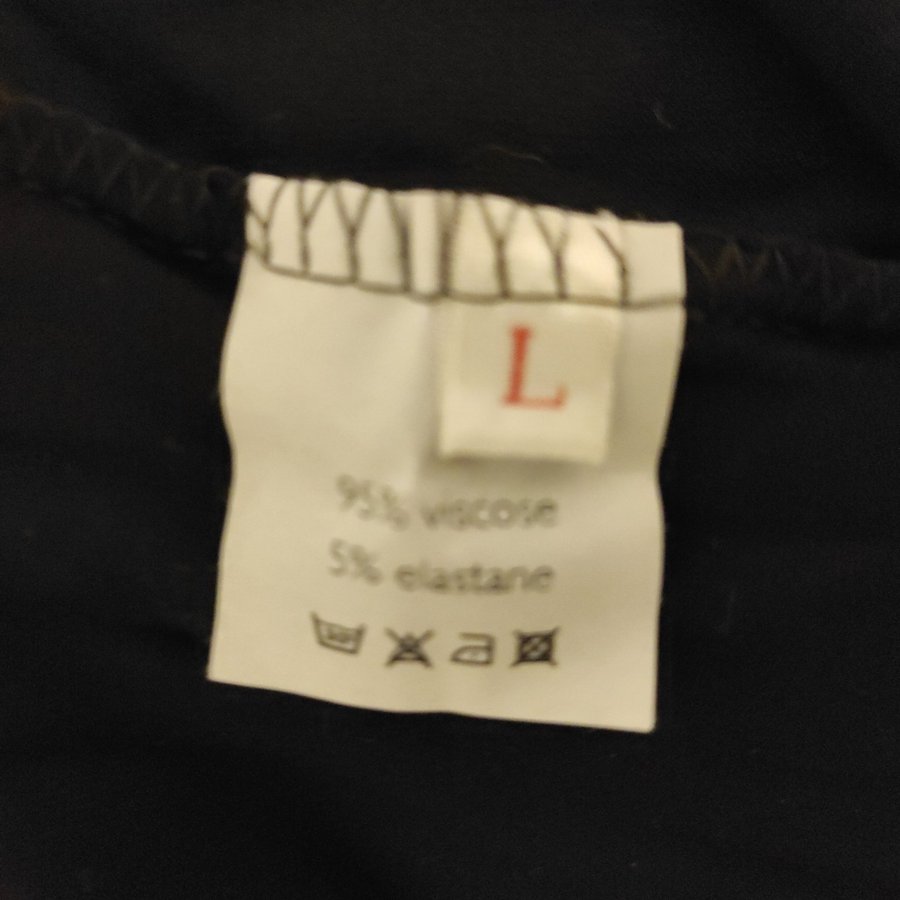 L
95% viscose
5% elastane